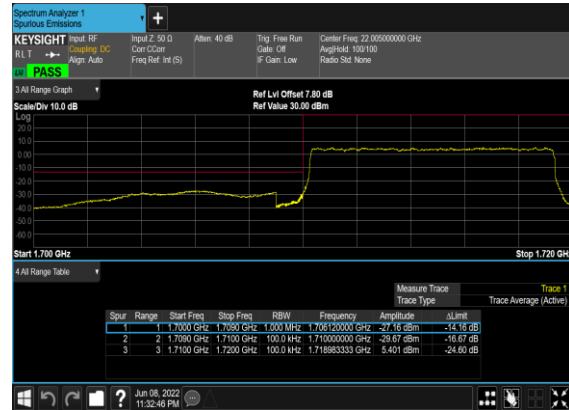 Spectrum Analyzer 1
Spurious Emissions
KEYSIGHT Input: RF Input Z: 50 Ω Atten: 40 dB Trig: Free Run Center Freq: 22.005000000 GHz
RLT Coupling: DC Corr CCorr Gate: Off Avg|Hold: 100/100
Align: Auto Freq Ref: Int (S) IF Gain: Low Radio Std: None
PASS
3 All Range Graph Ref Lvl Offset 7.80 dB
Scale/Div 10.0 dB Ref Value 30.00 dBm
Log
20.0
10.0
0.00
-10.0
-20.0
-30.0
-40.0
-50.0
-60.0
Start 1.700 GHz Stop 1.720 GHz
4 All Range Table
Measure Trace Trace 1
Trace Type Trace Average (Active)
Spur Range Start Freq Stop Freq RBW Frequency Amplitude ΔLimit
1 1 1.7000 GHz 1.7090 GHz 1.000 MHz 1.706120000 GHz -27.16 dBm -14.16 dB
2 2 1.7090 GHz 1.7100 GHz 100.0 kHz 1.710000000 GHz -29.67 dBm -16.67 dB
3 3 1.7100 GHz 1.7200 GHz 100.0 kHz 1.718983333 GHz 5.401 dBm -24.60 dB
? Jun 08, 2022
11:32:46 PM